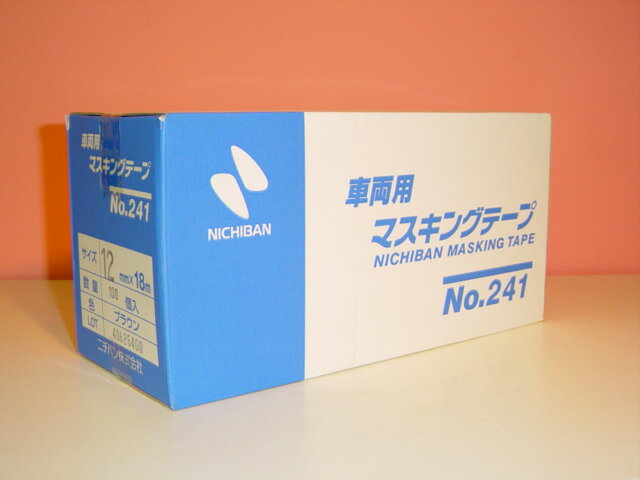 車両用
マスキングテープ
No.241
サイズ 12 mm×18m
数量 100 個入
色 ブラウン
LOT 40625400
ニチバン株式会社
NICHIBAN
車両用
マスキングテープ
NICHIBAN MASKING TAPE
No.241